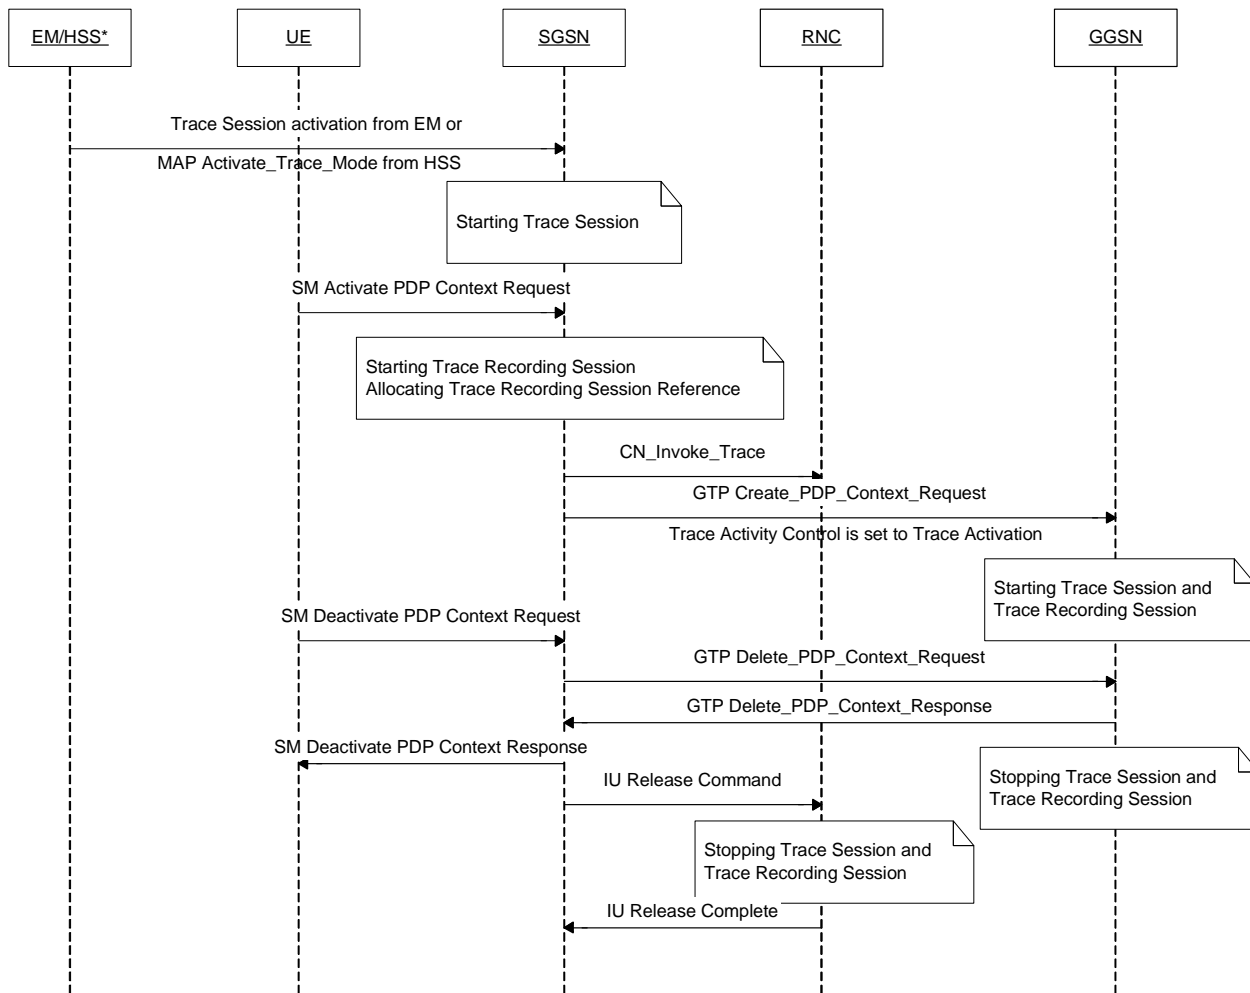 EM/HSS*
UE
SGSN
RNC
GGSN
Trace Session activation from EM or
MAP Activate_Trace_Mode from HSS
Starting Trace Session
SM Activate PDP Context Request
Starting Trace Recording Session
Allocating Trace Recording Session Reference
CN_Invoke_Trace
GTP Create_PDP_Context_Request
Trace Activity Control is set to Trace Activation
Starting Trace Session and
Trace Recording Session
SM Deactivate PDP Context Request
GTP Delete_PDP_Context_Request
GTP Delete_PDP_Context_Response
SM Deactivate PDP Context Response
Stopping Trace Session and
Trace Recording Session
IU Release Command
Stopping Trace Session and
Trace Recording Session
IU Release Complete